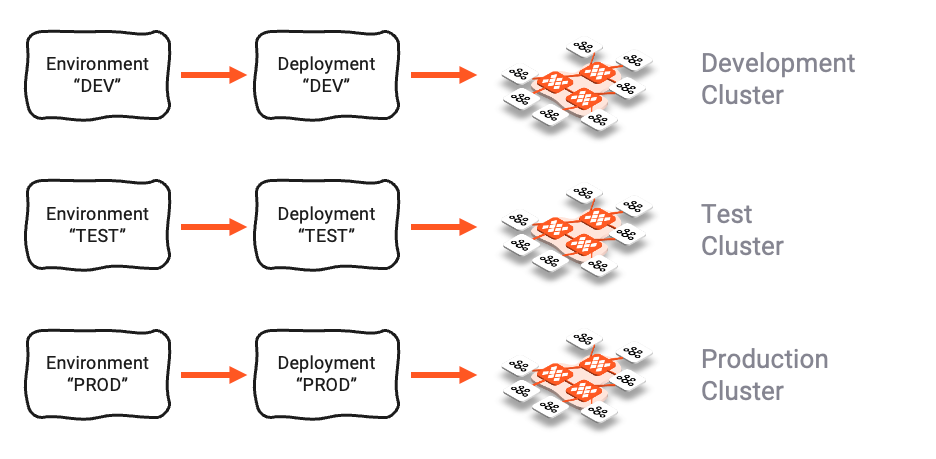 Environment
“DEV”
Deployment
“DEV”
Development
Cluster
Environment
“TEST”
Deployment
“TEST”
Test
Cluster
Environment
“PROD”
Deployment
“PROD”
Production
Cluster